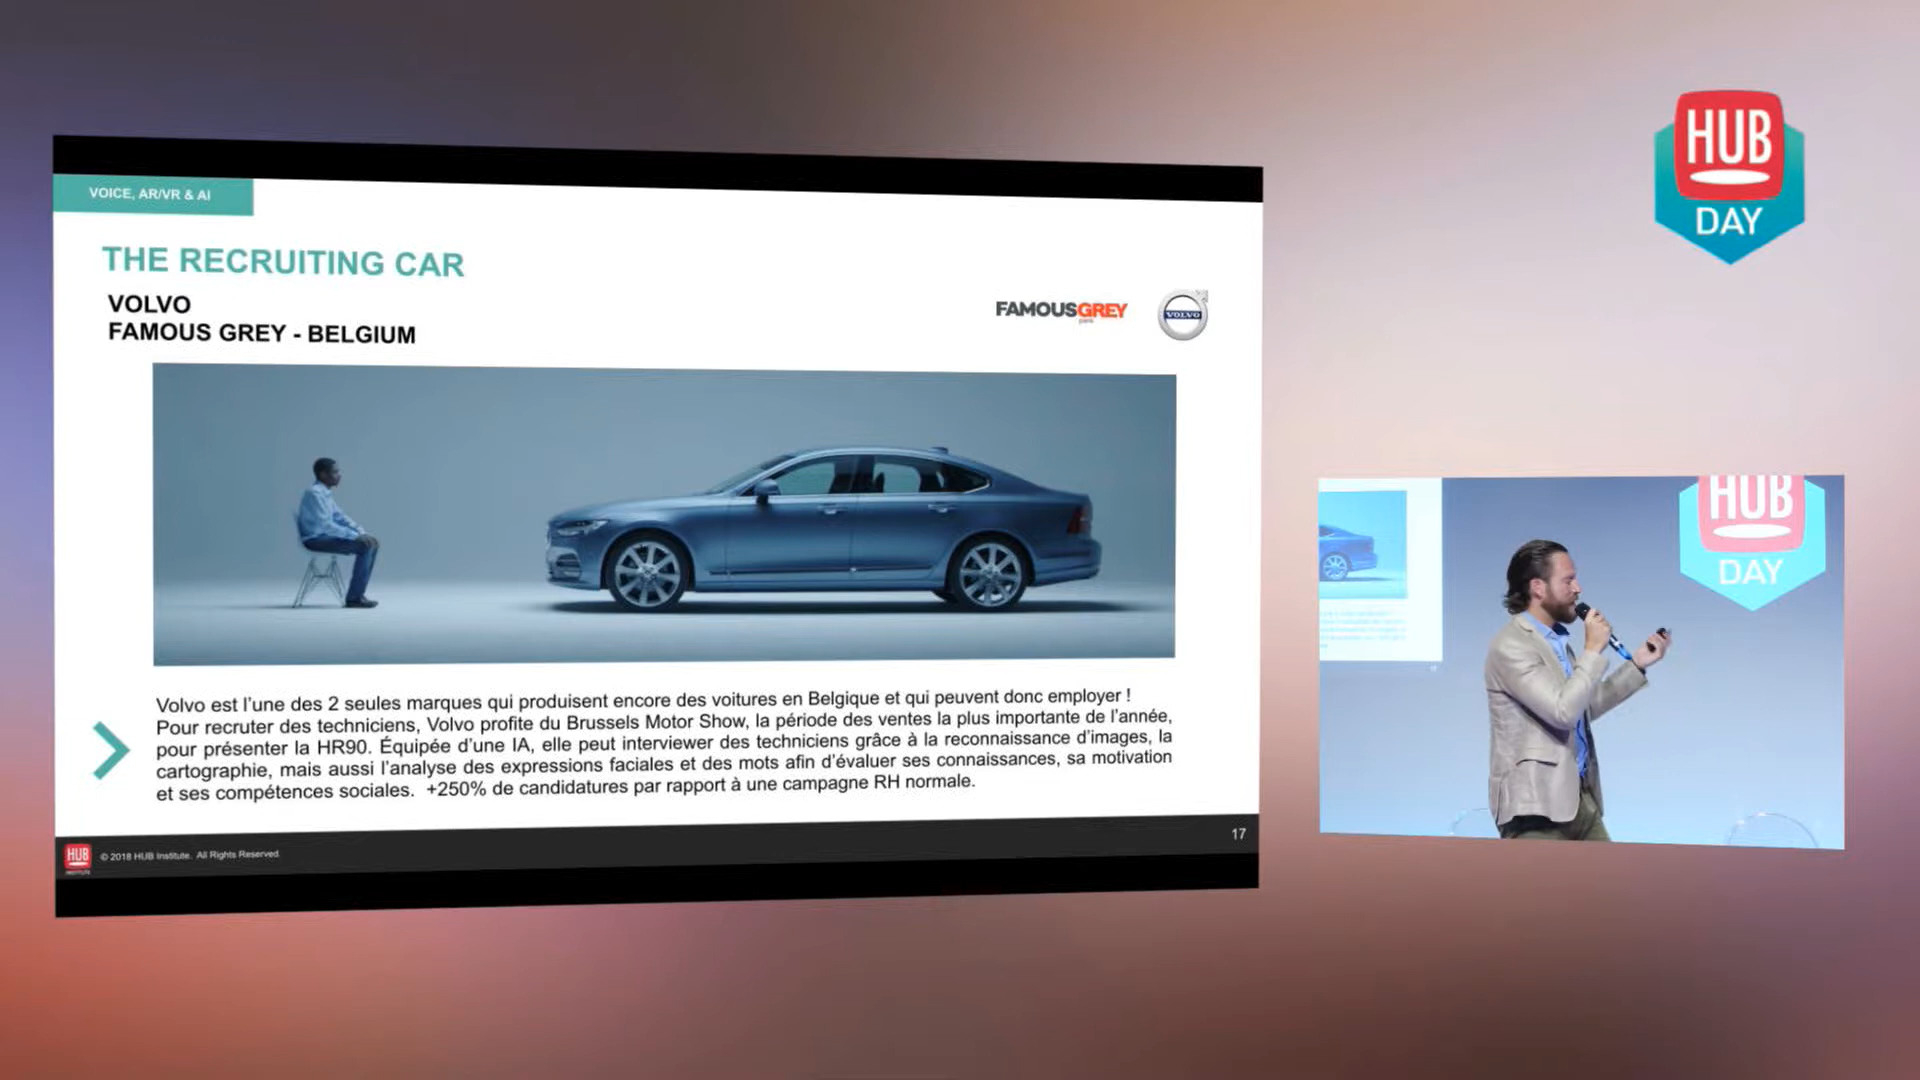 VOICE, AR/VR & AI
THE RECRUITING CAR
VOLVO
FAMOUS GREY - BELGIUM
FAMOUSGREY
paris
VOLVO
Volvo est l'une des 2 seules marques qui produisent encore des voitures en Belgique et qui peuvent donc employer !
Pour recruter des techniciens, Volvo profite du Brussels Motor Show, la période des ventes la plus importante de l'année,
pour présenter la HR90. Équipée d'une IA, elle peut interviewer des techniciens grâce à la reconnaissance d'images, la
cartographie, mais aussi l'analyse des expressions faciales et des mots afin d'évaluer ses connaissances, sa motivation
et ses compétences sociales. +250% de candidatures par rapport à une campagne RH normale.
HUB
INSTITUTE
© 2018 HUB Institute. All Rights Reserved.
17
HUB
DAY
HUB
DAY